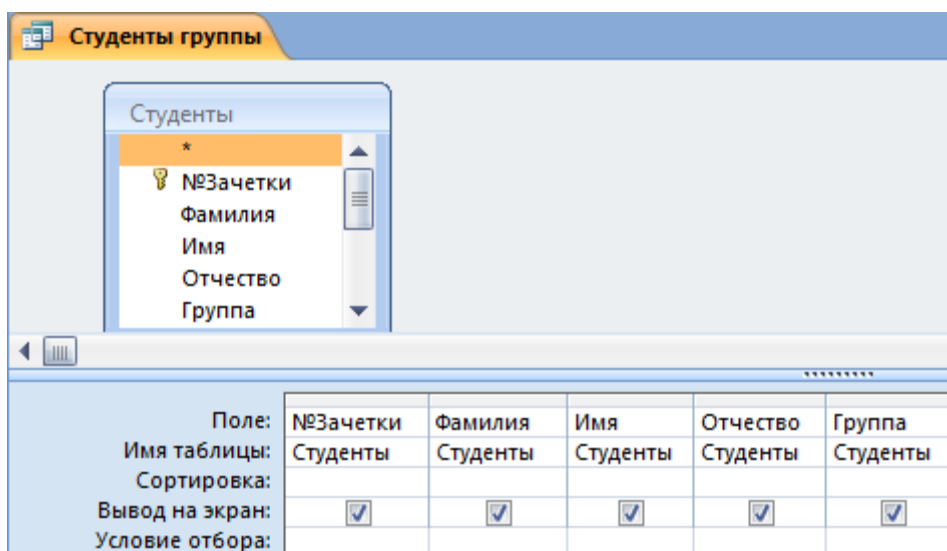 Студенты группы
Студенты
*
№Зачетки
Фамилия
Имя
Отчество
Группа
Поле: №Зачетки Фамилия Имя Отчество Группа
Имя таблицы: Студенты Студенты Студенты Студенты Студенты
Сортировка:
Вывод на экран:
Условие отбора: